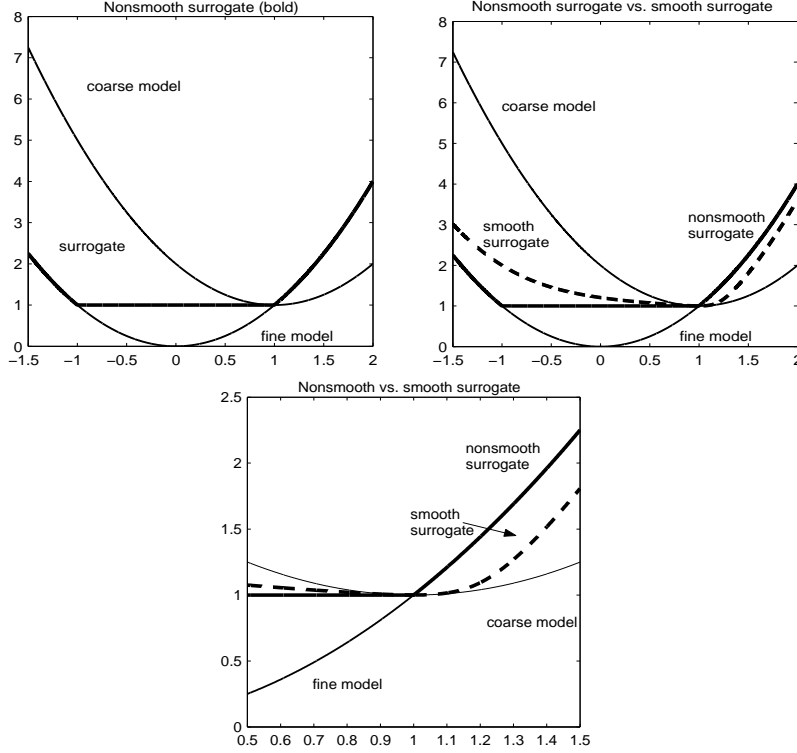 Nonsmooth surrogate (bold)
8
7
6
5
4
3
2
1
0
−1.5 −1 −0.5 0 0.5 1 1.5 2
coarse model
surrogate
fine model
Nonsmooth surrogate vs. smooth surrogate
8
7
6
5
4
3
2
1
0
−1.5 −1 −0.5 0 0.5 1 1.5 2
coarse model
smooth
surrogate
nonsmooth
surrogate
fine model
Nonsmooth vs. smooth surrogate
2.5
2
1.5
1
0.5
0
0.5 0.6 0.7 0.8 0.9 1 1.1 1.2 1.3 1.4 1.5
nonsmooth
surrogate
smooth
surrogate
coarse model
fine model